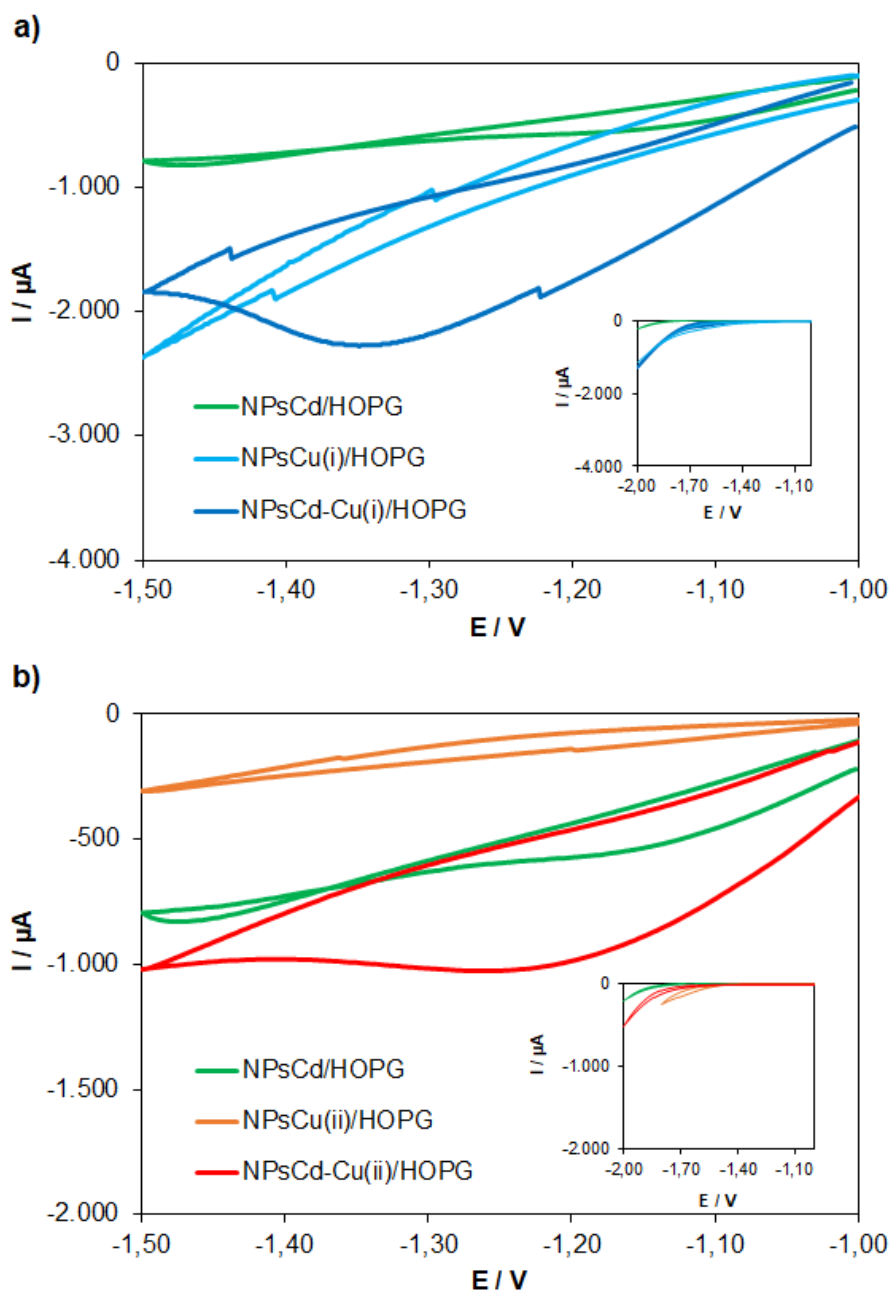 a)
0
-1.000
-2.000
-3.000
-4.000
I / µA
NPsCd/HOPG
NPsCu(i)/HOPG
NPsCd-Cu(i)/HOPG
0
-2.000
-4.000
I / µA
-2,00 -1,70 -1,40 -1,10
E / V
-1,50 -1,40 -1,30 -1,20 -1,10 -1,00
E / V
b)
0
-500
-1.000
-1.500
-2.000
I / µA
NPsCd/HOPG
NPsCu(ii)/HOPG
NPsCd-Cu(ii)/HOPG
0
-1.000
-2.000
I / µA
-2,00 -1,70 -1,40 -1,10
E / V
-1,50 -1,40 -1,30 -1,20 -1,10 -1,00
E / V